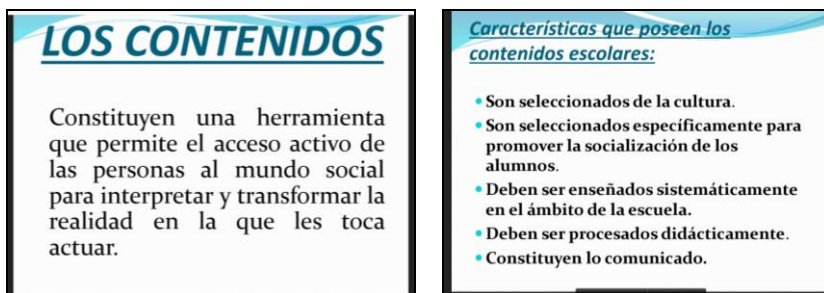 LOS CONTENIDOS
Constituyen una herramienta
que permite el acceso activo de
las personas al mundo social
para interpretar y transformar la
realidad en la que les toca
actuar.
Características que poseen los
contenidos escolares:
• Son seleccionados de la cultura.
• Son seleccionados específicamente para
promover la socialización de los
alumnos.
• Deben ser enseñados sistemáticamente
en el ámbito de la escuela.
• Deben ser procesados didácticamente.
• Constituyen lo comunicado.